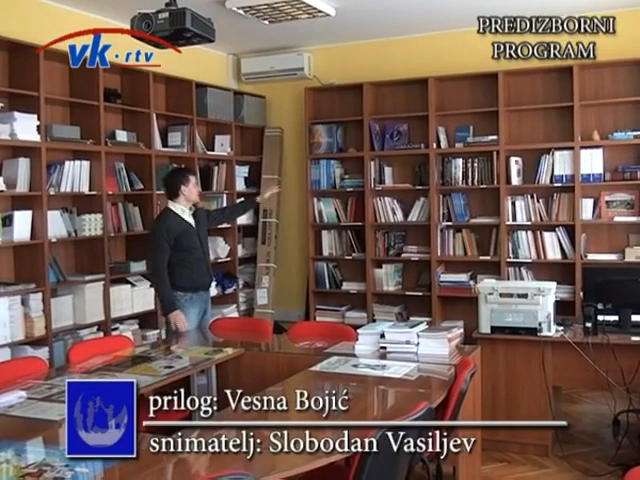 vk.rtv
PREDIZBORNI
PROGRAM
prilog: Vesna Bojić
snimatelj: Slobodan Vasiljev